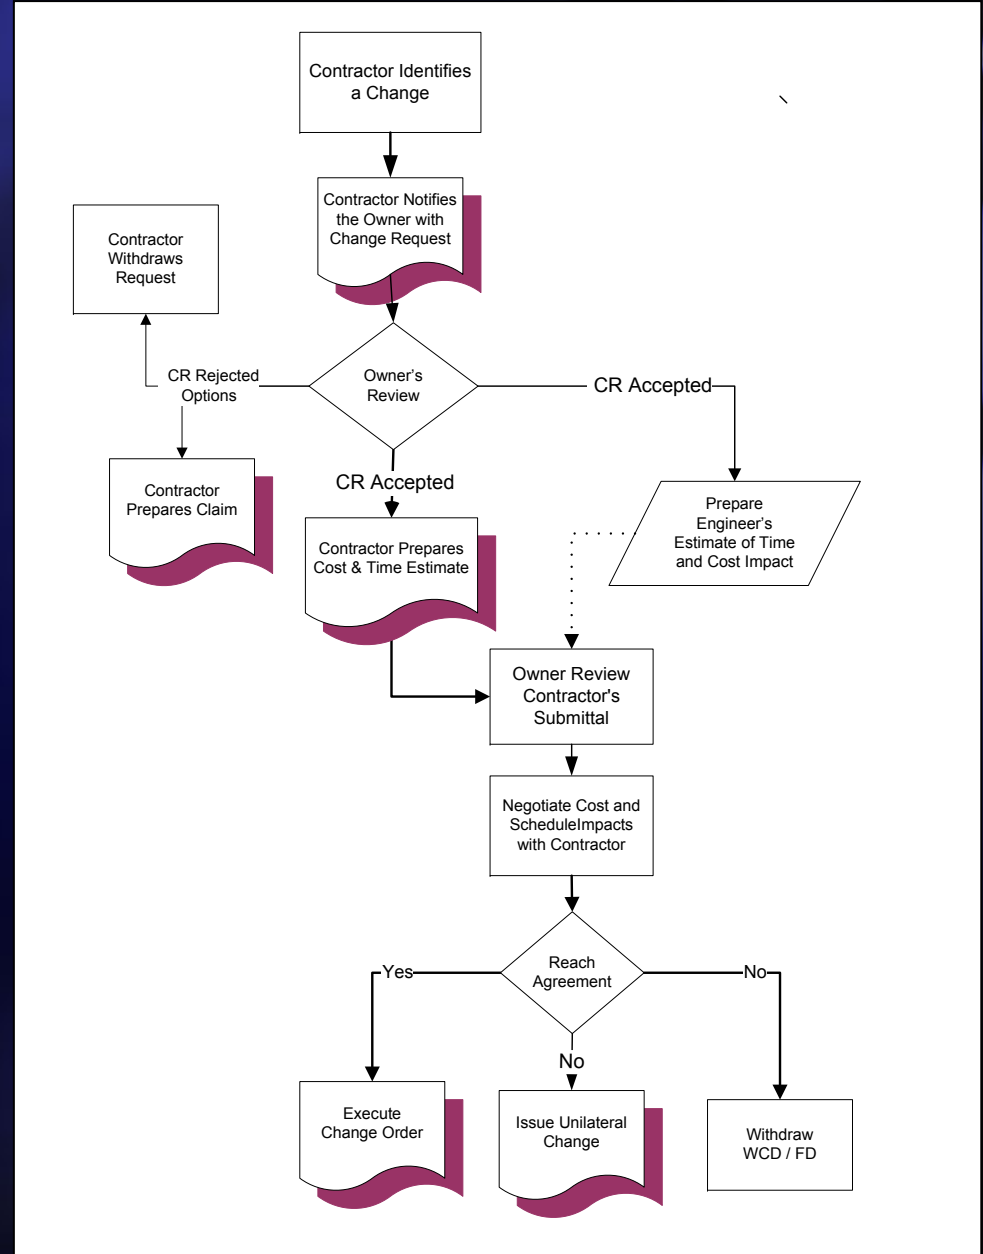 Contractor Identifies
a Change
Contractor Notifies
the Owner with
Change Request
Contractor
Withdraws
Request
Owner's
Review
CR Rejected
Options
CR Accepted
CR Accepted
Contractor
Prepares Claim
Contractor Prepares
Cost & Time Estimate
Prepare
Engineer's
Estimate of Time
and Cost Impact
Owner Review
Contractor's
Submittal
Negotiate Cost and
ScheduleImpacts
with Contractor
Reach
Agreement
Yes
No
No
Execute
Change Order
Issue Unilateral
Change
Withdraw
WCD / FD